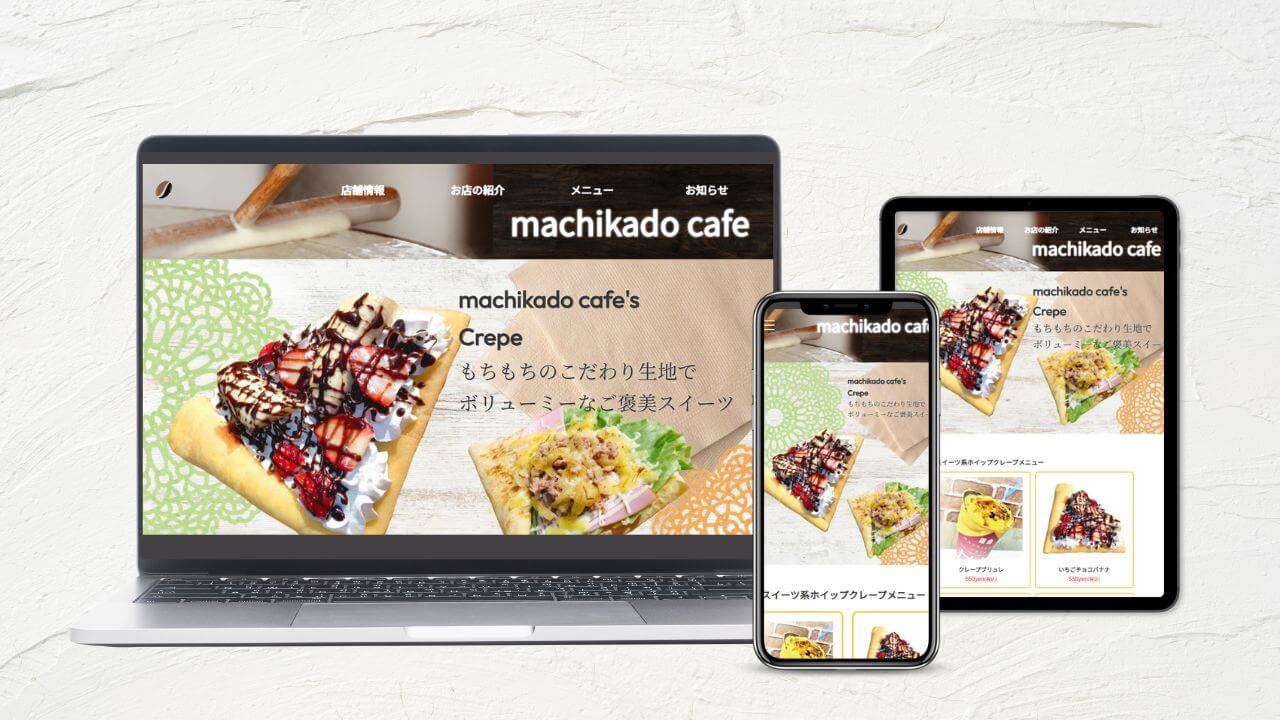 店舗情報
お店の紹介
メニュー
お知らせ
machikado cafe
machikado cafe's
Crepe
もちもちのこだわり生地で
ボリューミーなご褒美スイーツ
machikado caf
machikado cafe's
Crepe
もちもちのこだわり生地で
ボリューミーなご褒美スイー
スイーツ系ホイップクレープメニュー
店舗情報
お店の紹介
メニュー
お知らせ
machikado cafe
machikado cafe's
Crepe
もちもちのこだわり生地で
ボリューミーなご褒美スイー
イーツ系ホイップクレープメニュー
クレープブリュレ
660yen(税込)
いちごチョコバナナ
550yen(税込)